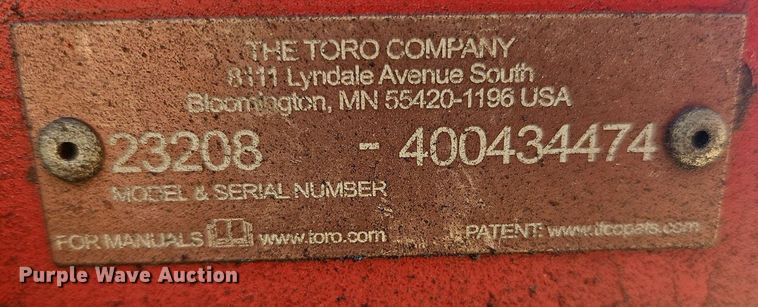 THE TORO COMPANY
8111 Lyndale Avenue South
Bloomington, MN 55420-1196 USA
23208 - 400434474
MODEL & SERIAL NUMBER
FOR MANUALS www.toro.com PATENT: www.ttcopats.com
Purple Wave Auction